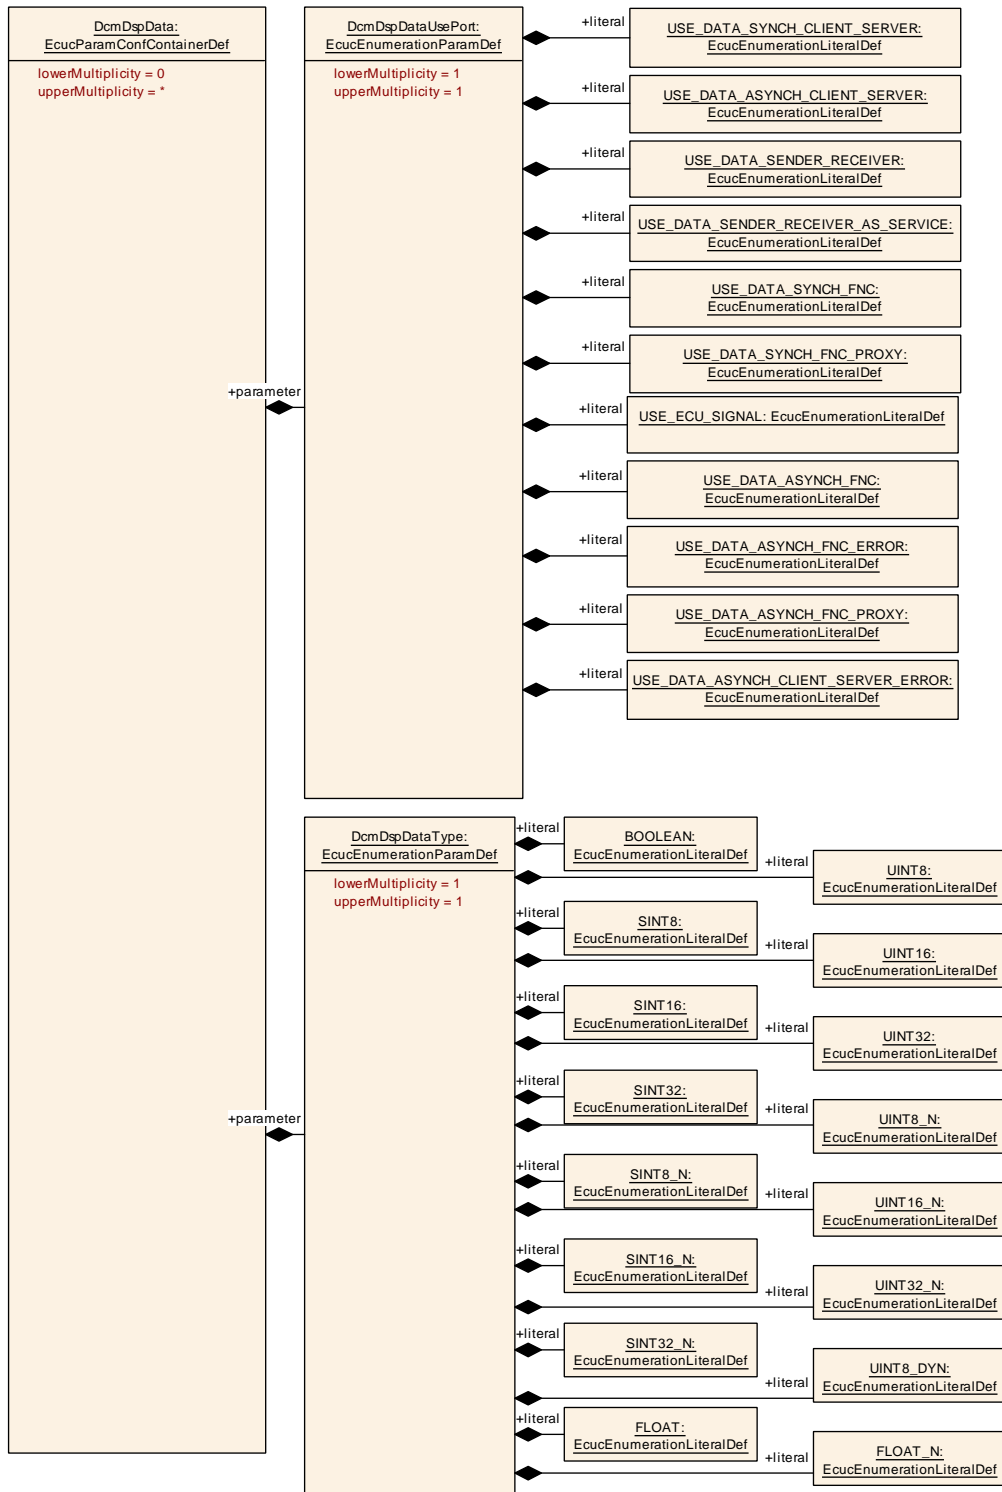 DcmDspData:
EcucParamConfContainerDef
lowerMultiplicity = 0
upperMultiplicity = *
+parameter
DcmDspDataUsePort:
EcucEnumerationParamDef
lowerMultiplicity = 1
upperMultiplicity = 1
+literal
USE_DATA_SYNCH_CLIENT_SERVER:
EcucEnumerationLiteralDef
+literal
USE_DATA_ASYNCH_CLIENT_SERVER:
EcucEnumerationLiteralDef
+literal
USE_DATA_SENDER_RECEIVER:
EcucEnumerationLiteralDef
+literal
USE_DATA_SENDER_RECEIVER_AS_SERVICE:
EcucEnumerationLiteralDef
+literal
USE_DATA_SYNCH_FNC:
EcucEnumerationLiteralDef
+literal
USE_DATA_SYNCH_FNC_PROXY:
EcucEnumerationLiteralDef
+literal
USE_ECU_SIGNAL: EcucEnumerationLiteralDef
+literal
USE_DATA_ASYNCH_FNC:
EcucEnumerationLiteralDef
+literal
USE_DATA_ASYNCH_FNC_ERROR:
EcucEnumerationLiteralDef
+literal
USE_DATA_ASYNCH_FNC_PROXY:
EcucEnumerationLiteralDef
+literal
USE_DATA_ASYNCH_CLIENT_SERVER_ERROR:
EcucEnumerationLiteralDef
+parameter
DcmDspDataType:
EcucEnumerationParamDef
lowerMultiplicity = 1
upperMultiplicity = 1
+literal
BOOLEAN:
EcucEnumerationLiteralDef
+literal
UINT8:
EcucEnumerationLiteralDef
+literal
SINT8:
EcucEnumerationLiteralDef
+literal
UINT16:
EcucEnumerationLiteralDef
+literal
SINT16:
EcucEnumerationLiteralDef
+literal
UINT32:
EcucEnumerationLiteralDef
+literal
SINT32:
EcucEnumerationLiteralDef
+literal
UINT8_N:
EcucEnumerationLiteralDef
+literal
SINT8_N:
EcucEnumerationLiteralDef
+literal
UINT16_N:
EcucEnumerationLiteralDef
+literal
SINT16_N:
EcucEnumerationLiteralDef
+literal
UINT32_N:
EcucEnumerationLiteralDef
+literal
SINT32_N:
EcucEnumerationLiteralDef
+literal
UINT8_DYN:
EcucEnumerationLiteralDef
+literal
FLOAT:
EcucEnumerationLiteralDef
+literal
FLOAT_N:
EcucEnumerationLiteralDef